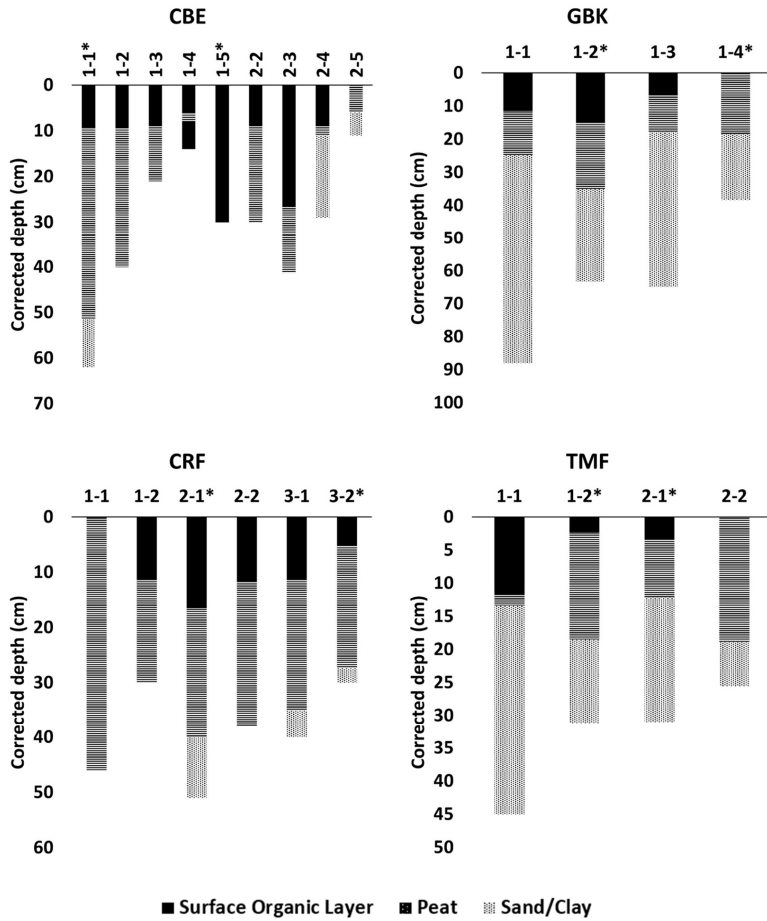 CBE
1-1* 1-2 1-3 1-4 1-5* 2-2 2-3 2-4 2-5
0
10
20
30
40
50
60
70
Corrected depth (cm)
GBK
1-1 1-2* 1-3 1-4*
0
10
20
30
40
50
60
70
80
90
100
Corrected depth (cm)
CRF
1-1 1-2 2-1* 2-2 3-1 3-2*
0
10
20
30
40
50
60
Corrected depth (cm)
TMF
1-1 1-2* 2-1* 2-2
0
5
10
15
20
25
30
35
40
45
50
Corrected depth (cm)
Surface Organic Layer Peat Sand/Clay